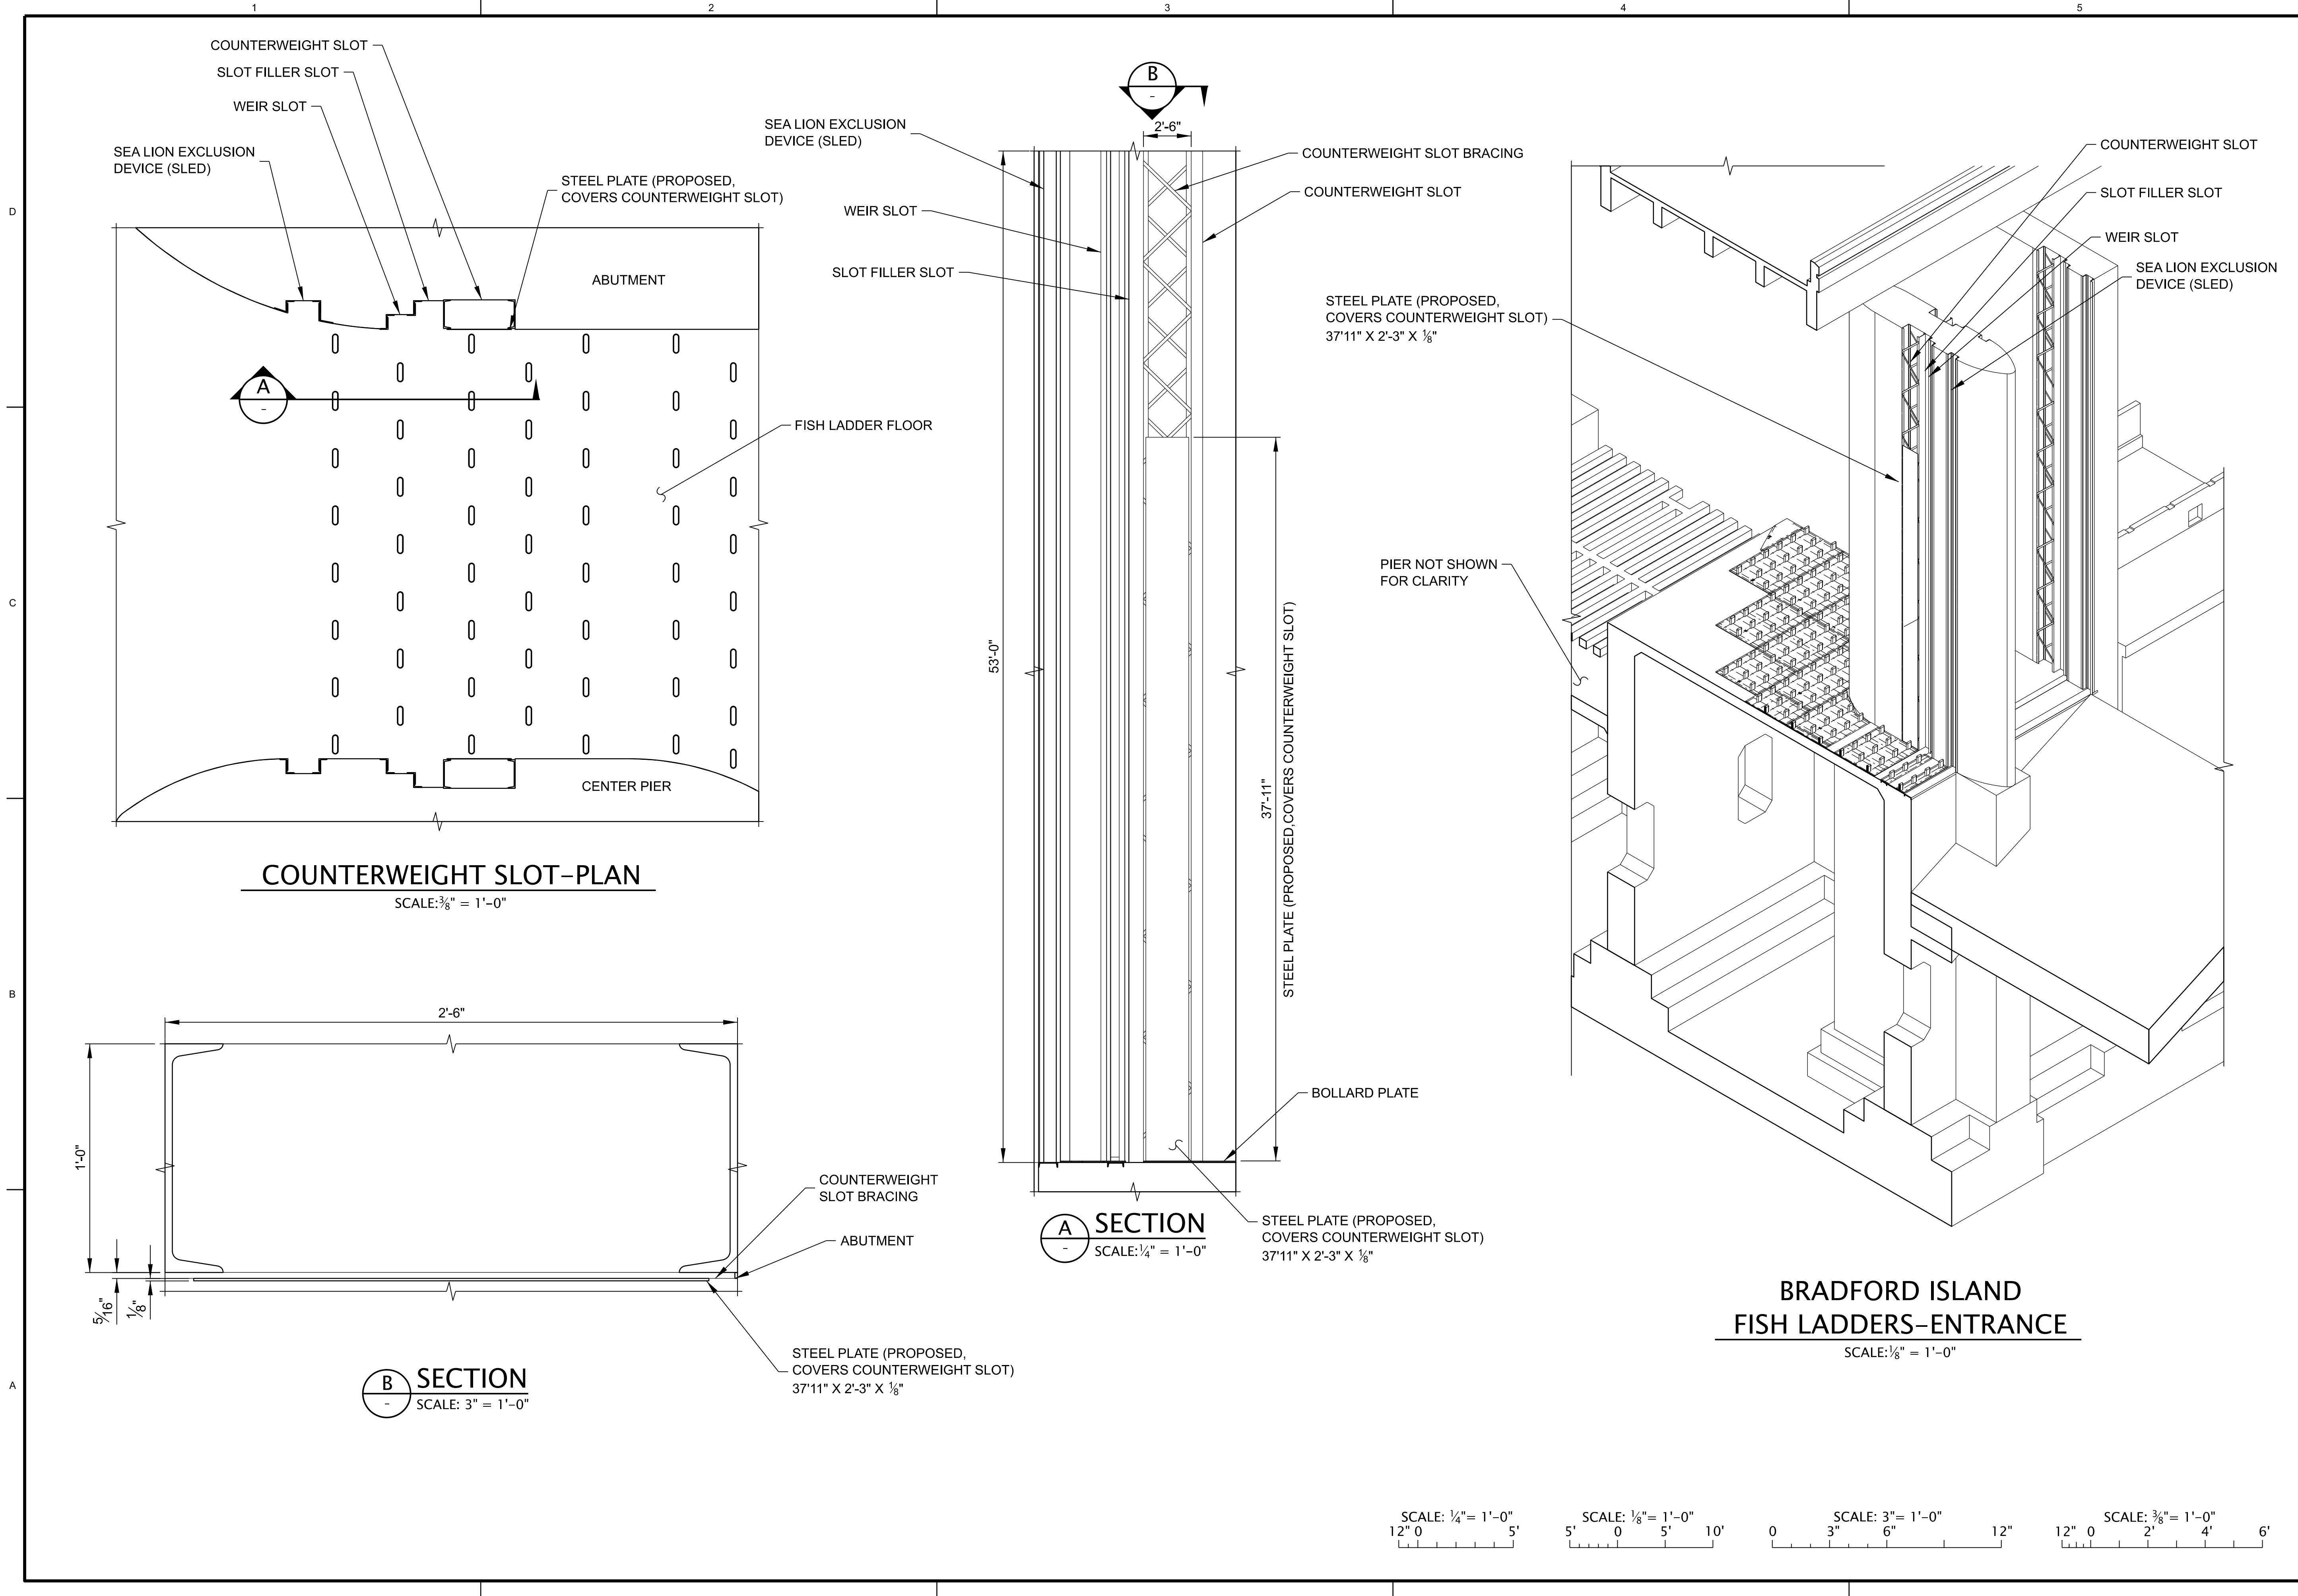 1
2
3
4
5
D
C
B
A
COUNTERWEIGHT SLOT
SLOT FILLER SLOT
WEIR SLOT
SEA LION EXCLUSION
DEVICE (SLED)
STEEL PLATE (PROPOSED,
COVERS COUNTERWEIGHT SLOT)
ABUTMENT
A
-
FISH LADDER FLOOR
CENTER PIER
COUNTERWEIGHT SLOT-PLAN
SCALE:⅜" = 1'-0"
2'-6"
1'-0"
5/16"
1/8"
COUNTERWEIGHT
SLOT BRACING
ABUTMENT
STEEL PLATE (PROPOSED,
COVERS COUNTERWEIGHT SLOT)
37'11" X 2'-3" X ⅛"
B
-
SECTION
SCALE: 3" = 1'-0"
B
-
2'-6"
SEA LION EXCLUSION
DEVICE (SLED)
COUNTERWEIGHT SLOT BRACING
COUNTERWEIGHT SLOT
WEIR SLOT
SLOT FILLER SLOT
53'-0"
37'-11"
STEEL PLATE (PROPOSED,COVERS COUNTERWEIGHT SLOT)
BOLLARD PLATE
STEEL PLATE (PROPOSED,
COVERS COUNTERWEIGHT SLOT)
37'11" X 2'-3" X ⅛"
A
-
SECTION
SCALE:¼" = 1'-0"
COUNTERWEIGHT SLOT
SLOT FILLER SLOT
WEIR SLOT
SEA LION EXCLUSION
DEVICE (SLED)
STEEL PLATE (PROPOSED,
COVERS COUNTERWEIGHT SLOT)
37'11" X 2'-3" X ⅛"
PIER NOT SHOWN
FOR CLARITY
BRADFORD ISLAND
FISH LADDERS-ENTRANCE
SCALE:⅛" = 1'-0"
SCALE: ¼"= 1'-0"
12" 0 5'
SCALE: ⅛"= 1'-0"
5' 0 5' 10'
SCALE: 3"= 1'-0"
0 3" 6" 12"
SCALE: ⅜"= 1'-0"
12" 0 2' 4' 6'